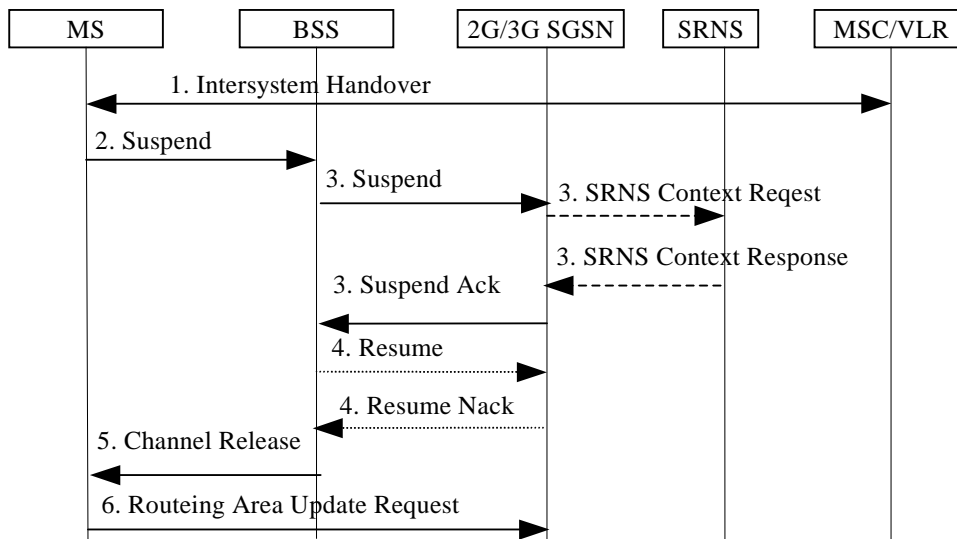 MS
BSS
2G/3G SGSN
SRNS
MSC/VLR
1. Intersystem Handover
2. Suspend
3. Suspend
3. SRNS Context Reqest
3. SRNS Context Response
3. Suspend Ack
4. Resume
4. Resume Nack
5. Channel Release
6. Routeing Area Update Request